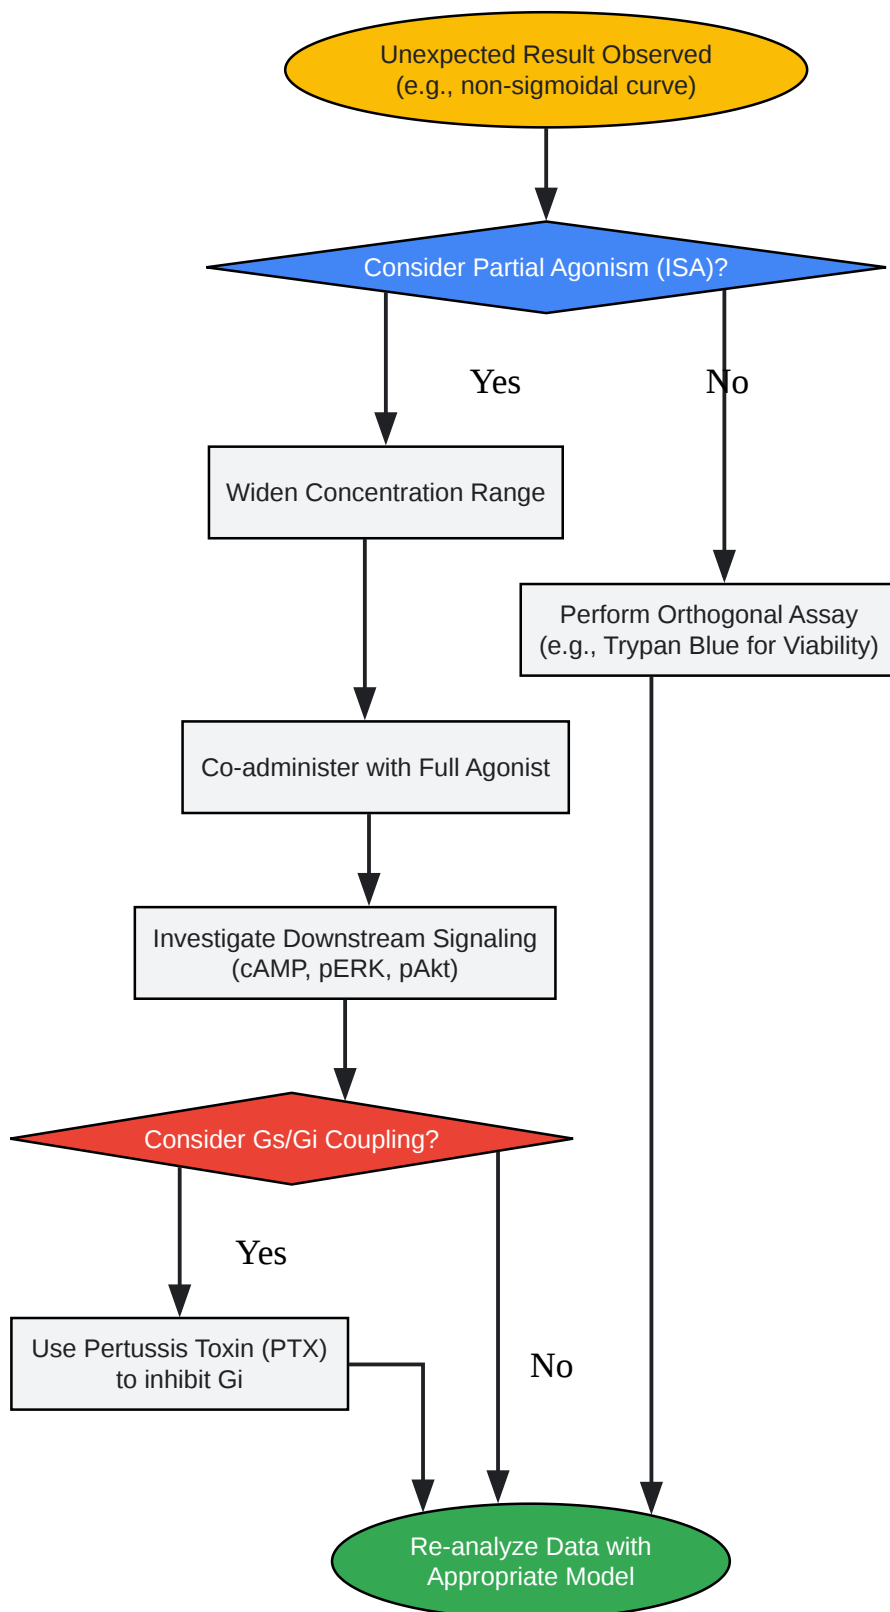 Unexpected Result Observed
(e.g., non-sigmoidal curve)
Consider Partial Agonism (ISA)?
Yes
No
Widen Concentration Range
Perform Orthogonal Assay
(e.g., Trypan Blue for Viability)
Co-administer with Full Agonist
Investigate Downstream Signaling
(cAMP, pERK, pAkt)
Consider Gs/Gi Coupling?
Yes
Use Pertussis Toxin (PTX)
to inhibit Gi
No
Re-analyze Data with
Appropriate Model